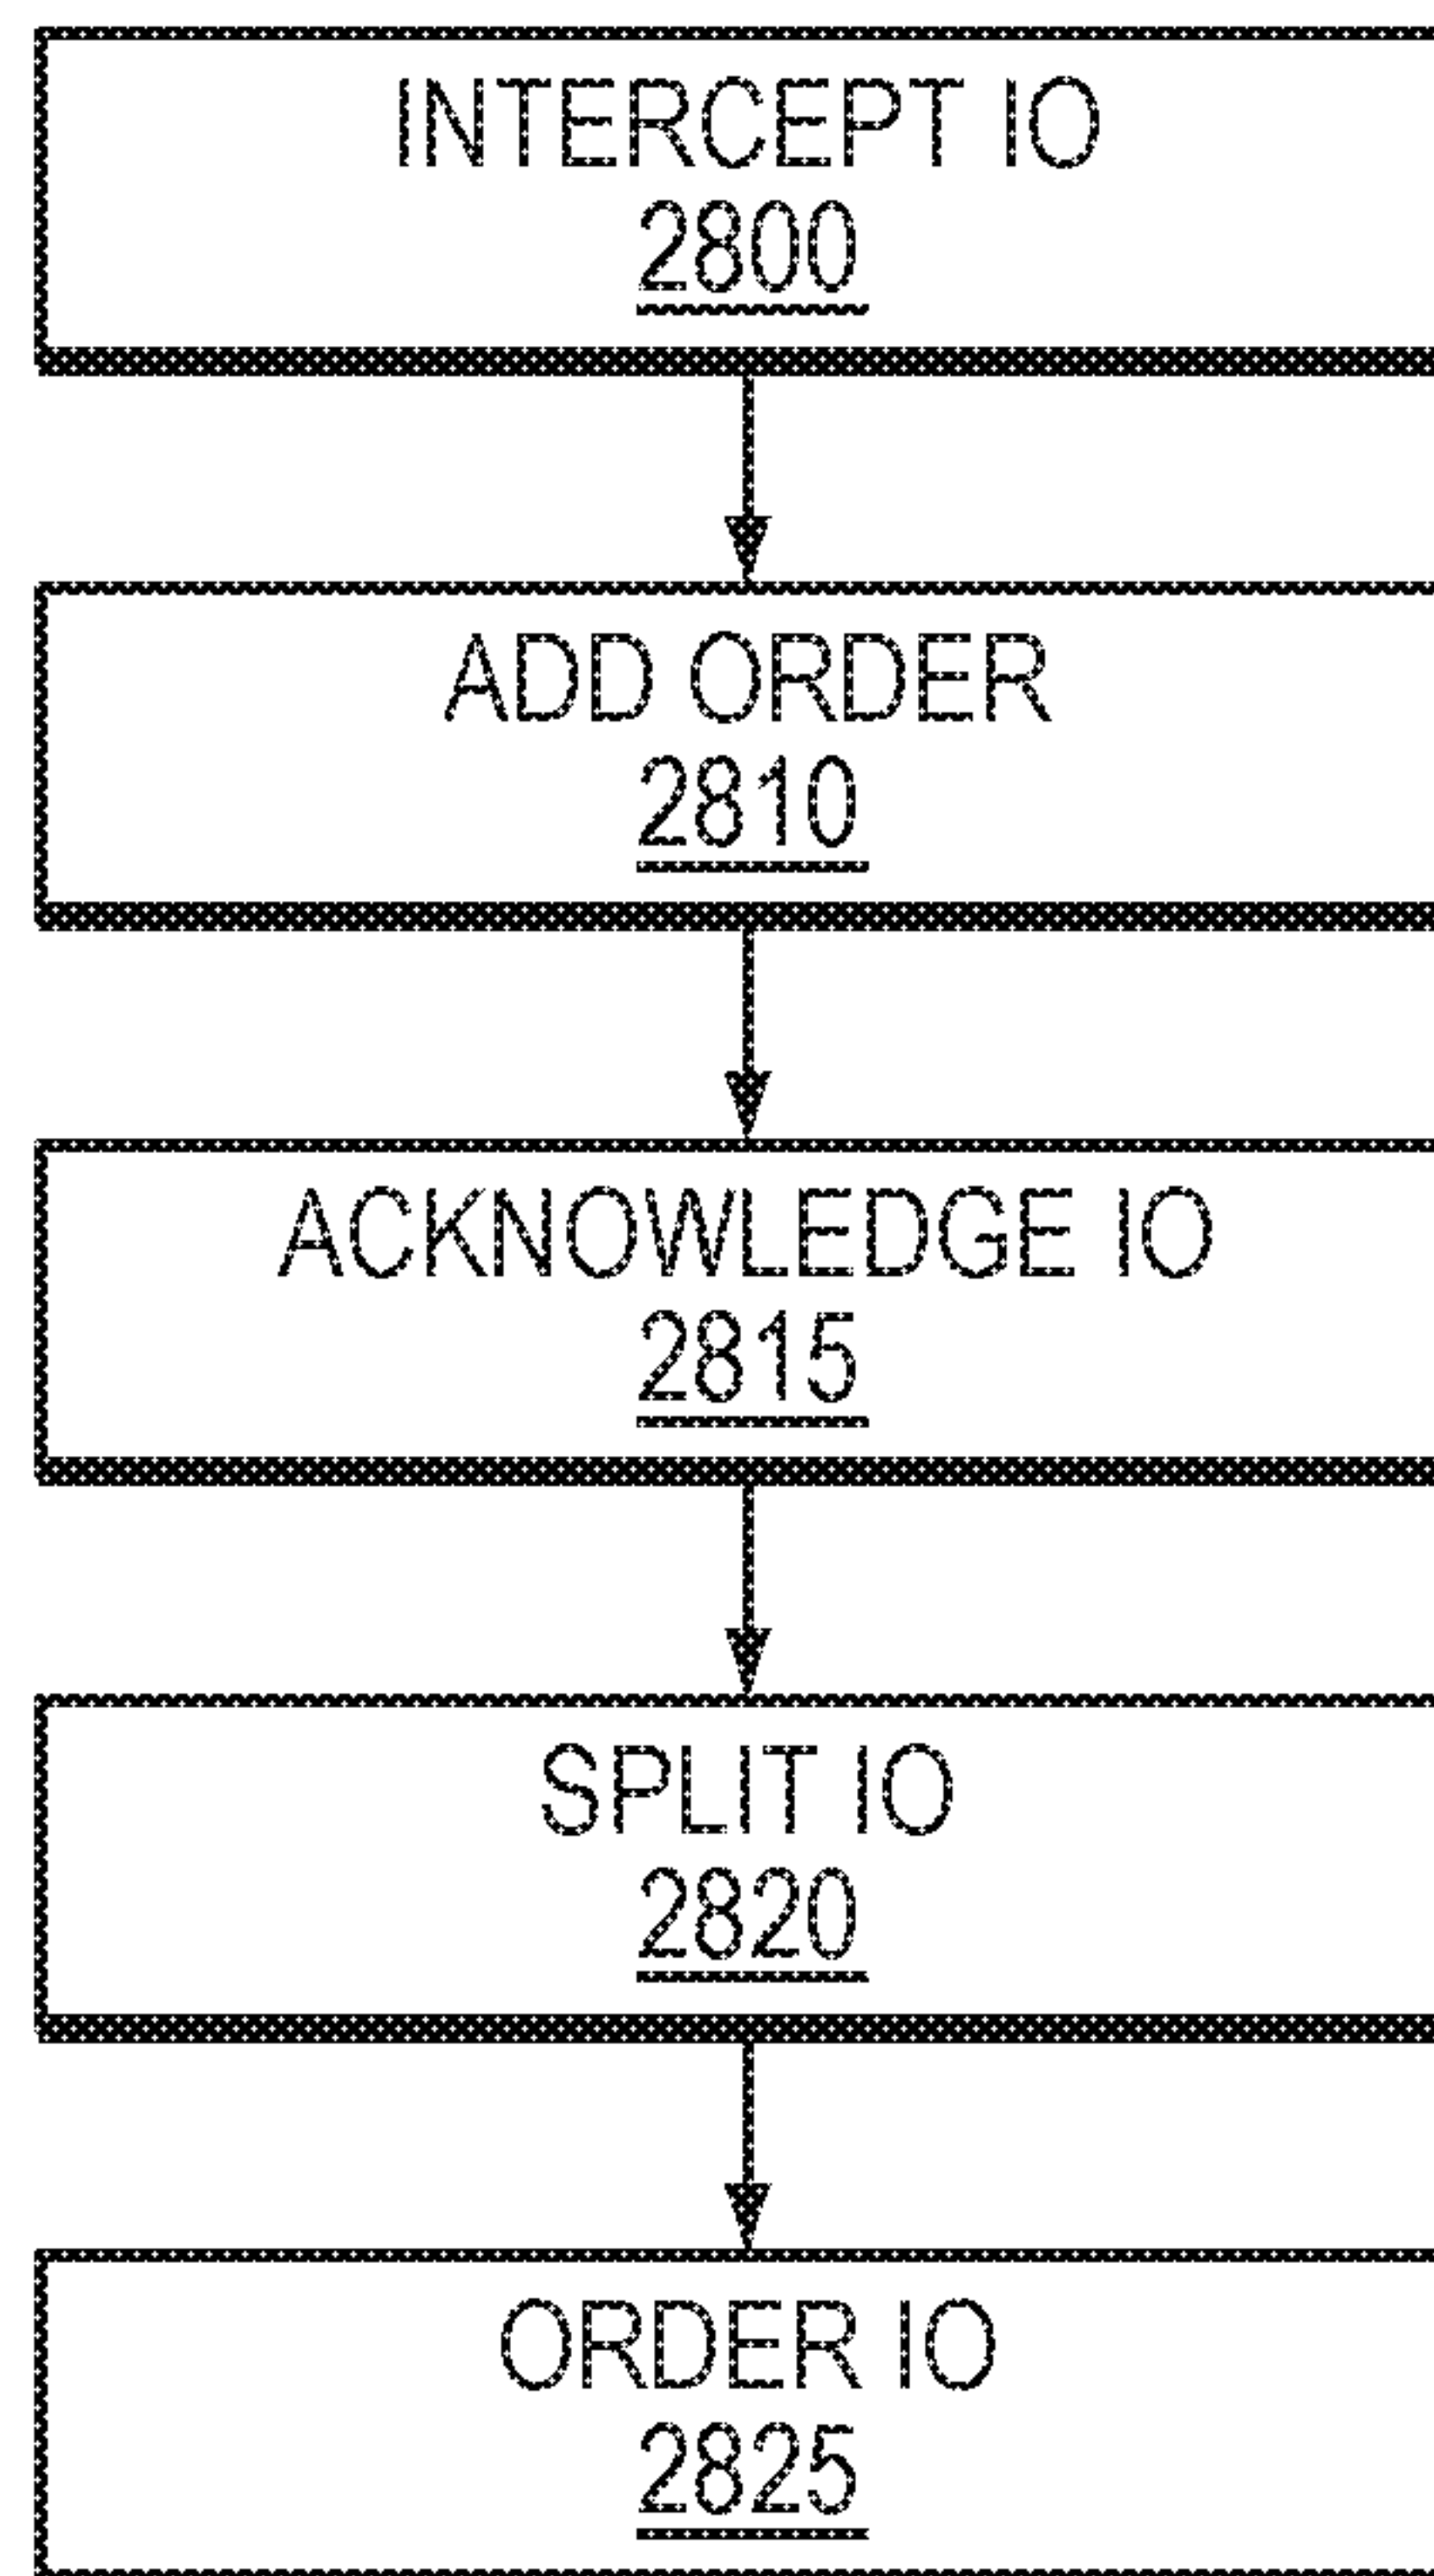 INTERCEPT IO
2800
ADD ORDER
2810
ACKNOWLEDGE IO
2815
SPLIT IO
2820
ORDER IO
2825